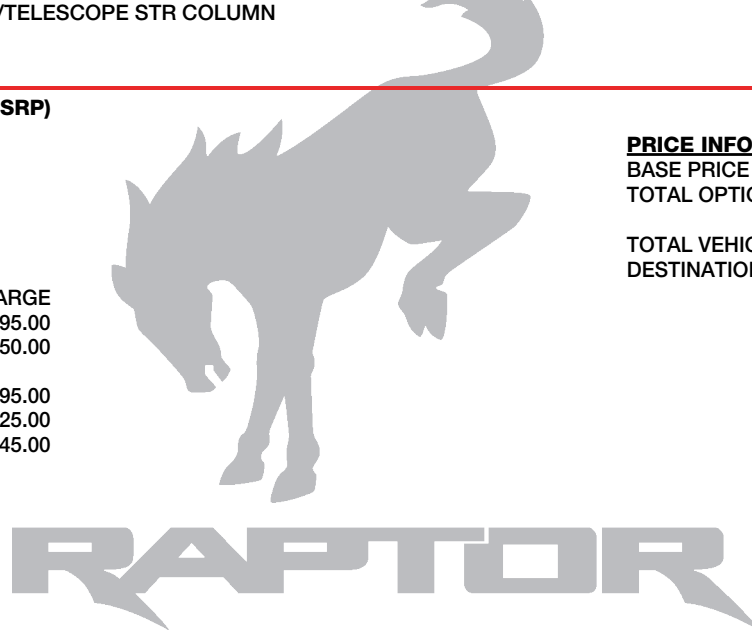 /TELESCOPE STR COLUMN
SRP)
ARGE
95.00
50.00
95.00
25.00
45.00
PRICE INFO
BASE PRICE
TOTAL OPTIO
TOTAL VEHIC
DESTINATION
RAPTOR